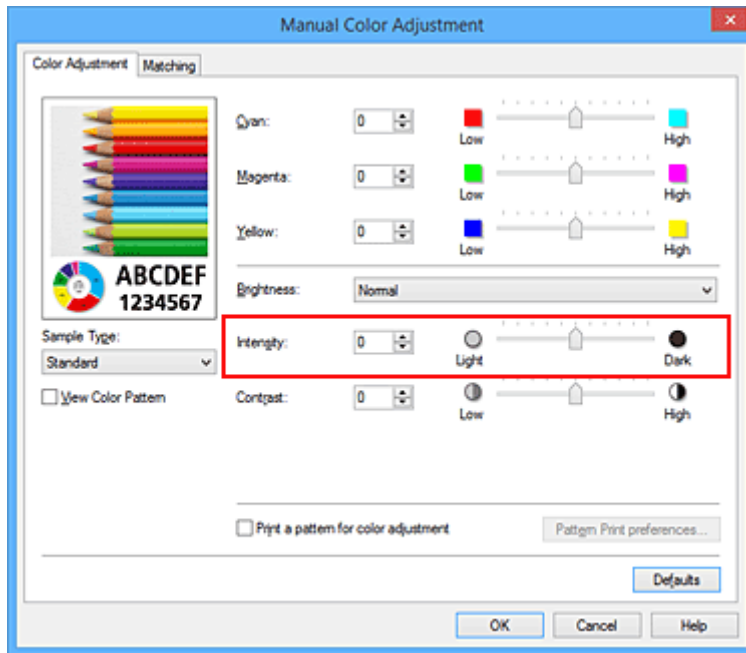 Manual Color Adjustment
Color Adjustment
Matching
Cyan:
0
Low
High
Magenta:
0
Low
High
Yellow:
0
Low
High
ABCDEF
1234567
Brightness:
Normal
Sample Type:
Standard
Intensity:
0
Light
Dark
View Color Pattern
Contrast:
0
Low
High
Print a pattern for color adjustment
Pattern Print preferences...
Defaults
OK
Cancel
Help